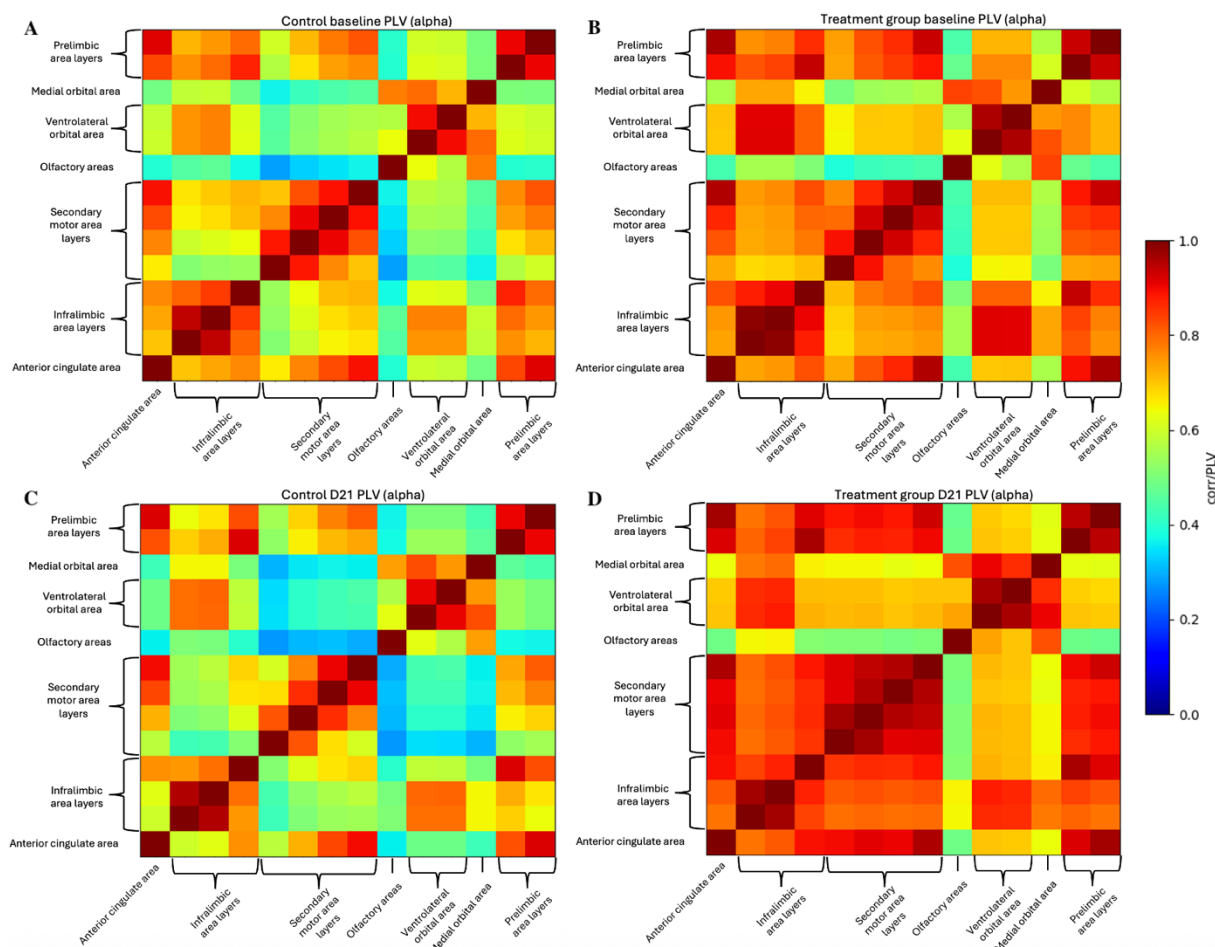 A
Control baseline PLV (alpha)
Prelimbic
area layers
Medial orbital area
Ventrolateral
orbital area
Olfactory areas
Secondary
motor area
layers
Infralimbic
area layers
Anterior cingulate area
Anterior cingulate area
Infralimbic
area layers
Secondary
motor area
layers
Olfactory areas
Ventrolateral
orbital area
Medial orbital area
Prelimbic
area layers
B
Treatment group baseline PLV (alpha)
Prelimbic
area layers
Medial orbital area
Ventrolateral
orbital area
Olfactory areas
Secondary
motor area
layers
Infralimbic
area layers
Anterior cingulate area
Anterior cingulate area
Infralimbic
area layers
Secondary
motor area
layers
Olfactory areas
Ventrolateral
orbital area
Medial orbital area
Prelimbic
area layers
C
Control D21 PLV (alpha)
Prelimbic
area layers
Medial orbital area
Ventrolateral
orbital area
Olfactory areas
Secondary
motor area
layers
Infralimbic
area layers
Anterior cingulate area
Anterior cingulate area
Infralimbic
area layers
Secondary
motor area
layers
Olfactory areas
Ventrolateral
orbital area
Medial orbital area
Prelimbic
area layers
D
Treatment group D21 PLV (alpha)
Prelimbic
area layers
Medial orbital area
Ventrolateral
orbital area
Olfactory areas
Secondary
motor area
layers
Infralimbic
area layers
Anterior cingulate area
Anterior cingulate area
Infralimbic
area layers
Secondary
motor area
layers
Olfactory areas
Ventrolateral
orbital area
Medial orbital area
Prelimbic
area layers
1.0
0.8
0.6
0.4
0.2
0.0
corr/PLV